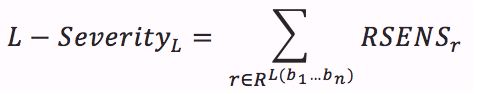 L − Severity_L = ∑_{r∈R^{L(b_1…b_n)}} RSENS_r